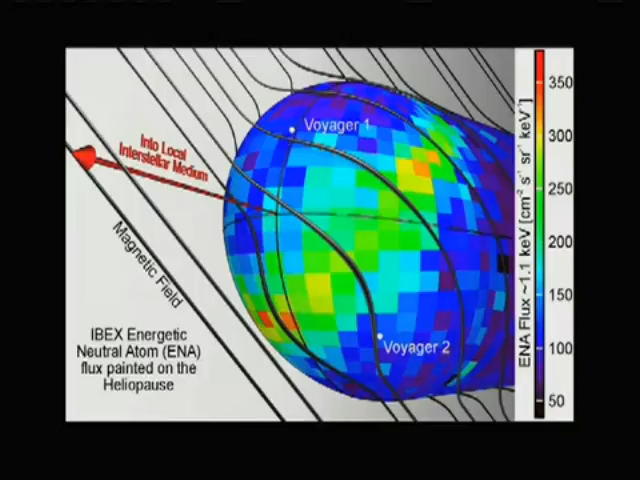 Voyager 1
Into Local
Interstellar Medium
Magnetic Field
IBEX Energetic
Neutral Atom (ENA)
flux painted on the
Heliopause
Voyager 2
ENA Flux ~1.1 keV [cm⁻² s⁻¹ sr⁻¹ keV⁻¹]
350
300
250
200
150
100
50